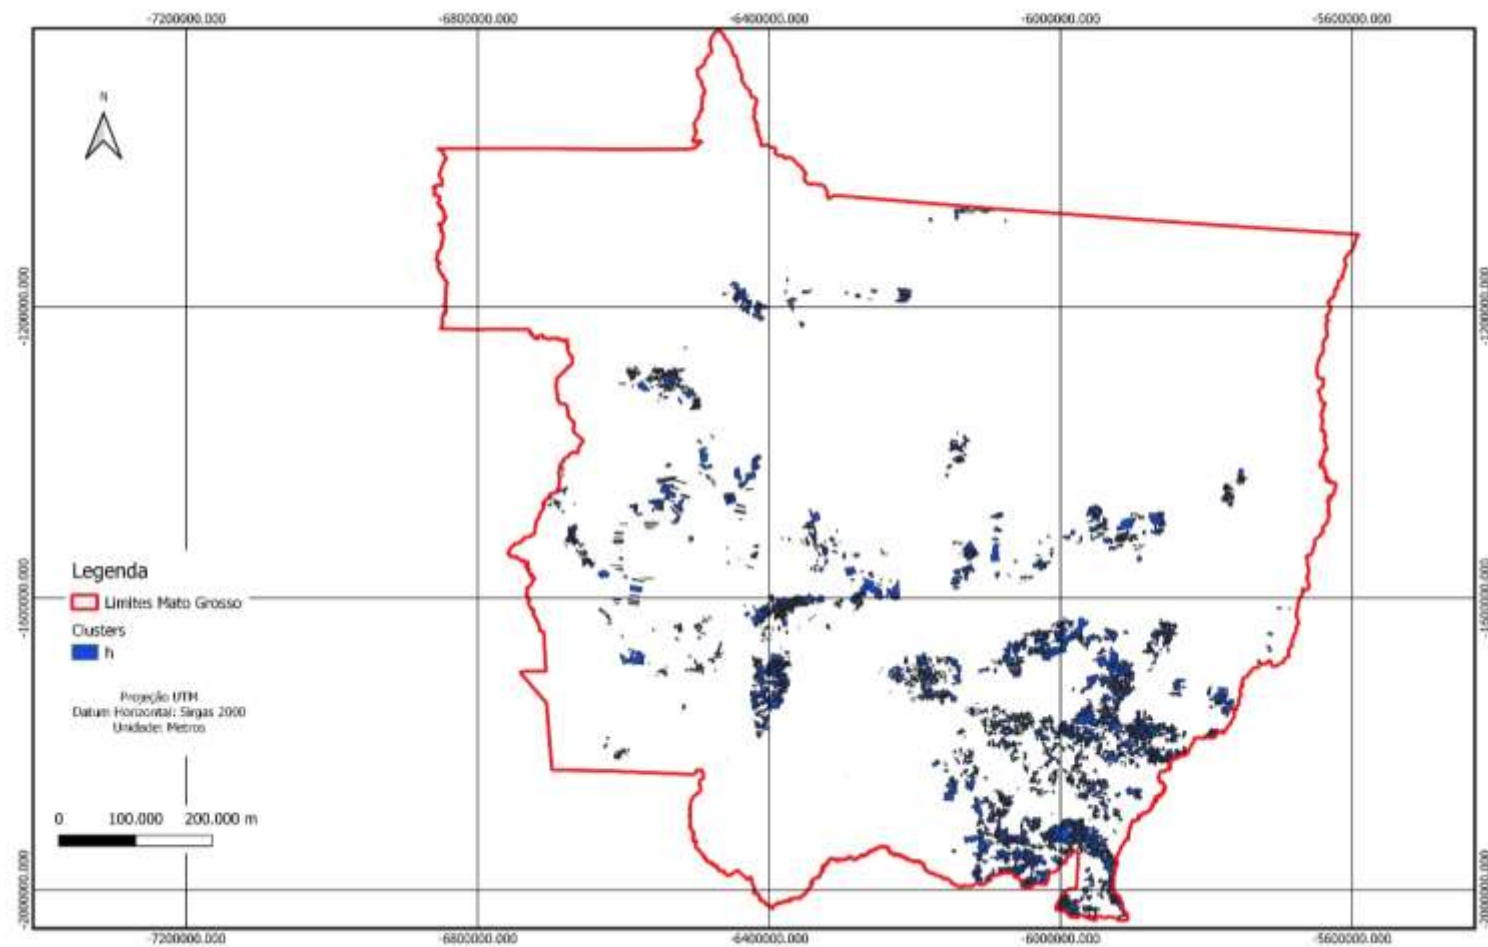 -7200000.000 -6800000.000 -6400000.000 -6000000.000 -5600000.000
N
-1200000.000 -1200000.000
Legenda
Limites Mato Grosso
Clusters
h
Projeção UTM
Datum Horizontal: Sirgas 2000
Unidade: Metros
-1600000.000 -1600000.000
0 100.000 200.000 m
-2000000.000 -2000000.000
-7200000.000 -6800000.000 -6400000.000 -6000000.000 -5600000.000